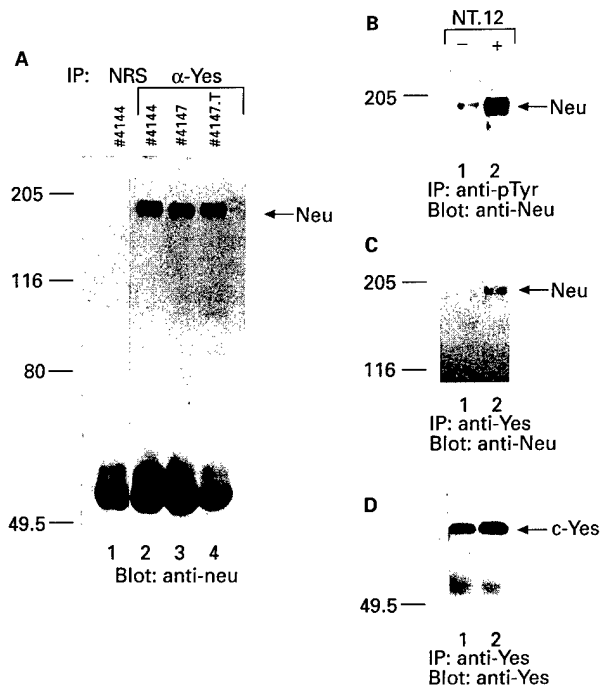 A
IP: NRS α-Yes
#4144 #4144 #4147 #4147.T
205
Neu
116
80
49.5
1 2 3 4
Blot: anti-neu
B
NT.12
− +
205
Neu
1 2
IP: anti-pTyr
Blot: anti-Neu
C
205
Neu
116
1 2
IP: anti-Yes
Blot: anti-Neu
D
c-Yes
49.5
1 2
IP: anti-Yes
Blot: anti-Yes